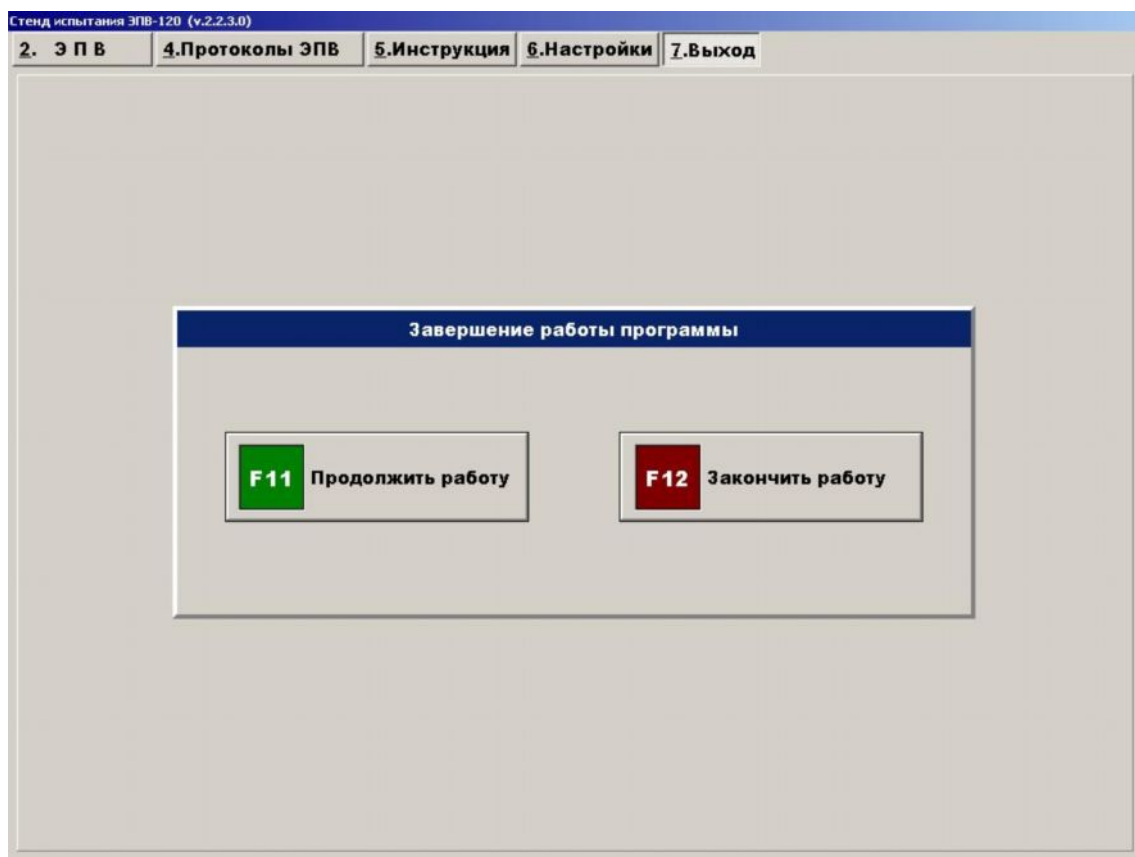 Стенд испытания ЭПВ-120 (v.2.2.3.0)
2. Э П В 4.Протоколы ЭПВ 5.Инструкция 6.Настройки 7.Выход
Завершение работы программы
F11 Продолжить работу F12 Закончить работу